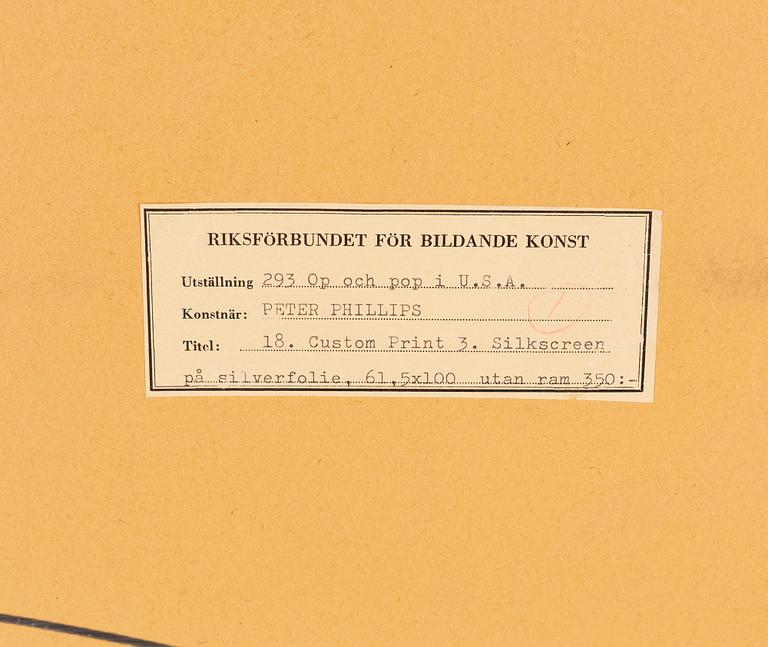 RIKSFÖRBUNDET FÖR BILDANDE KONST
Utställning 293 Op och pop i U.S.A.
Konstnär: PETER PHILLIPS
Titel: 18. Custom Print 3. Silkscreen
på silverfolie, 61,5x100 utan ram 350:-